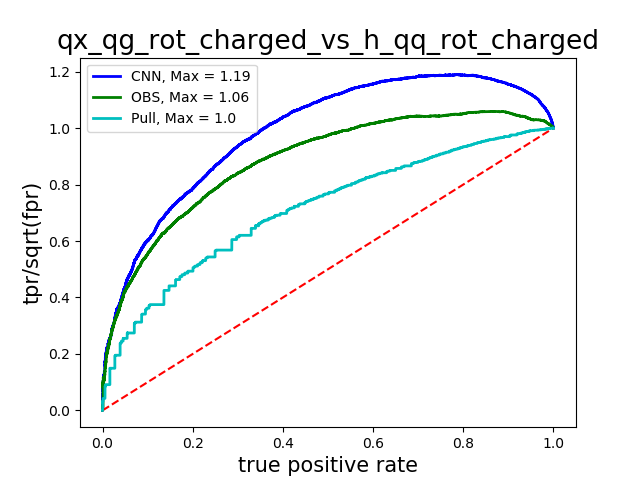 qx_qg_rot_charged_vs_h_qq_rot_charged
CNN, Max = 1.19
OBS, Max = 1.06
Pull, Max = 1.0
tpr/sqrt(fpr)
1.2
1.0
0.8
0.6
0.4
0.2
0.0
0.0 0.2 0.4 0.6 0.8 1.0
true positive rate